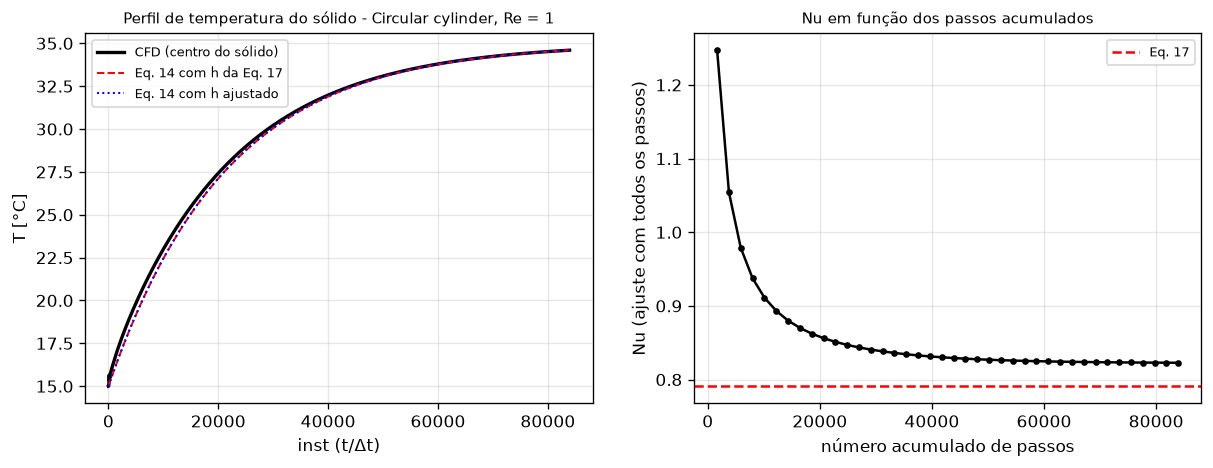 Perfil de temperatura do sólido - Circular cylinder, Re = 1
CFD (centro do sólido)
Eq. 14 com h da Eq. 17
Eq. 14 com h ajustado
T [°C]
35.0
32.5
30.0
27.5
25.0
22.5
20.0
17.5
15.0
0
20000
40000
60000
80000
inst (t/Δt)
Nu em função dos passos acumulados
Eq. 17
Nu (ajuste com todos os passos)
1.2
1.1
1.0
0.9
0.8
0
20000
40000
60000
80000
número acumulado de passos